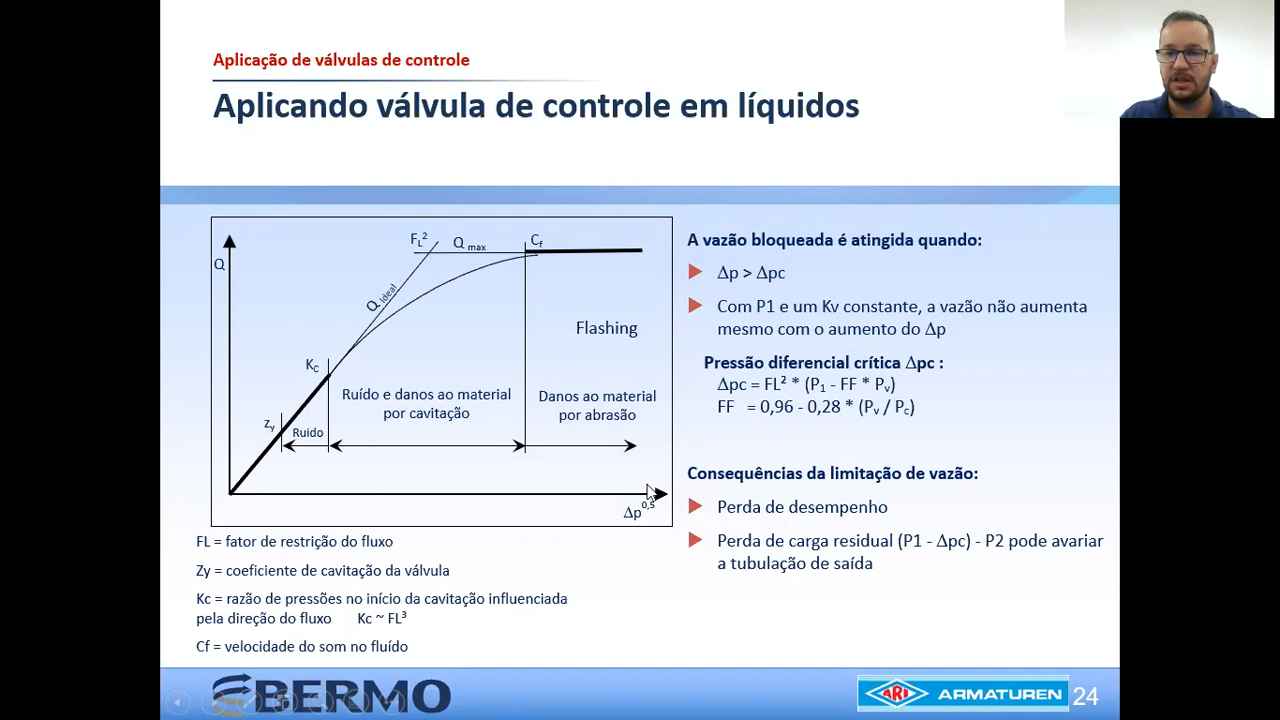 Aplicação de válvulas de controle
Aplicando válvula de controle em líquidos
Q
FL²
Q max
Cf
Q Ideal
Flashing
Kc
Ruído e danos ao material
por cavitação
Danos ao material
por abrasão
zy
Ruido
Δp^0,5
FL = fator de restrição do fluxo
Zy = coeficiente de cavitação da válvula
Kc = razão de pressões no início da cavitação influenciada
pela direção do fluxo Kc ~ FL³
Cf = velocidade do som no fluído
A vazão bloqueada é atingida quando:
Δp > Δpc
Com P1 e um Kv constante, a vazão não aumenta
mesmo com o aumento do Δp
Pressão diferencial crítica Δpc :
Δpc = FL² * (P₁ - FF * Pᵥ)
FF = 0,96 - 0,28 * (Pᵥ / Pc)
Consequências da limitação de vazão:
Perda de desempenho
Perda de carga residual (P1 - Δpc) - P2 pode avariar
a tubulação de saída
BERMO
ARI ARMATUREN
24